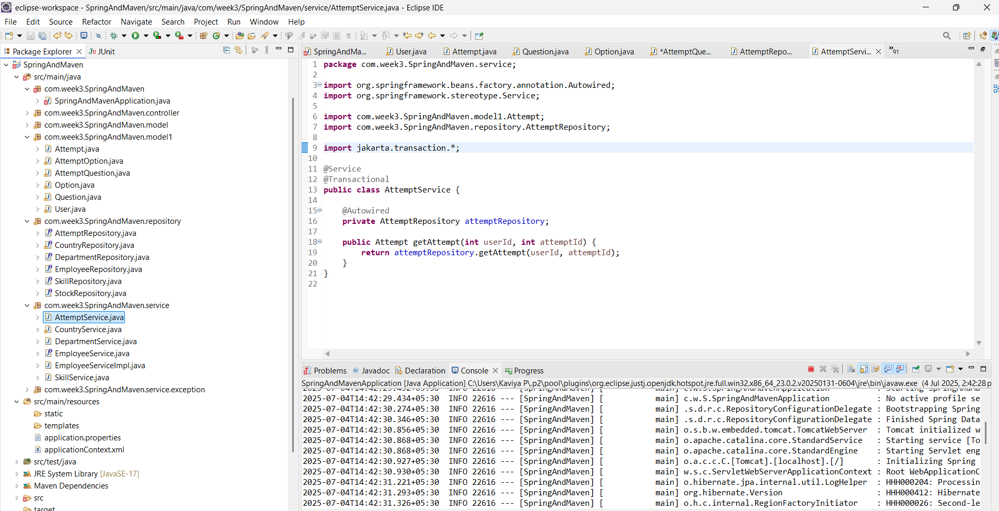 eclipse-workspace - SpringAndMaven/src/main/java/com/week3/SpringAndMaven/service/AttemptService.java - Eclipse IDE
File Edit Source Refactor Navigate Search Project Run Window Help
Package Explorer JUnit
SpringAndMaven
src/main/java
com.week3.SpringAndMaven
SpringAndMavenApplication.java
com.week3.SpringAndMaven.controller
com.week3.SpringAndMaven.model
com.week3.SpringAndMaven.model1
Attempt.java
AttemptOption.java
AttemptQuestion.java
Option.java
Question.java
User.java
com.week3.SpringAndMaven.repository
AttemptRepository.java
CountryRepository.java
DepartmentRepository.java
EmployeeRepository.java
SkillRepository.java
StockRepository.java
com.week3.SpringAndMaven.service
AttemptService.java
CountryService.java
DepartmentService.java
EmployeeService.java
EmployeeServiceImpl.java
SkillService.java
com.week3.SpringAndMaven.service.exception
src/main/resources
static
templates
application.properties
applicationContext.xml
src/test/java
JRE System Library [JavaSE-17]
Maven Dependencies
src
target
SpringAndMa... User.java Attempt.java Question.java Option.java *AttemptQue... AttemptRepo... AttemptServi... 91
1 package com.week3.SpringAndMaven.service;
2
3 import org.springframework.beans.factory.annotation.Autowired;
4 import org.springframework.stereotype.Service;
5
6 import com.week3.SpringAndMaven.model1.Attempt;
7 import com.week3.SpringAndMaven.repository.AttemptRepository;
8
9 import jakarta.transaction.*;
10
11 @Service
12 @Transactional
13 public class AttemptService {
14
15 @Autowired
16 private AttemptRepository attemptRepository;
17
18 public Attempt getAttempt(int userId, int attemptId) {
19 return attemptRepository.getAttempt(userId, attemptId);
20 }
21 }
22
Problems @ Javadoc Declaration Console Progress
SpringAndMavenApplication [Java Application] C:\Users\Kaviya P\.p2\pool\plugins\org.eclipse.justj.openjdk.hotspot.jre.full.win32.x86_64_23.0.2.v20250131-0604\jre\bin\javaw.exe (4 Jul 2025, 2:42:28 p
2025-07-04T14:42:29.434+05:30 INFO 22616 --- [SpringAndMaven] [ main] c.w.S.SpringAndMavenApplication : No active profile se
2025-07-04T14:42:30.274+05:30 INFO 22616 --- [SpringAndMaven] [ main] .s.d.r.c.RepositoryConfigurationDelegate : Bootstrapping Spring
2025-07-04T14:42:30.346+05:30 INFO 22616 --- [SpringAndMaven] [ main] .s.d.r.c.RepositoryConfigurationDelegate : Finished Spring Data
2025-07-04T14:42:30.856+05:30 INFO 22616 --- [SpringAndMaven] [ main] o.s.b.w.embedded.tomcat.TomcatWebServer : Tomcat initialized w
2025-07-04T14:42:30.868+05:30 INFO 22616 --- [SpringAndMaven] [ main] o.apache.catalina.core.StandardService : Starting service [To
2025-07-04T14:42:30.868+05:30 INFO 22616 --- [SpringAndMaven] [ main] o.apache.catalina.core.StandardEngine : Starting Servlet eng
2025-07-04T14:42:30.927+05:30 INFO 22616 --- [SpringAndMaven] [ main] o.a.c.c.C.[Tomcat].[localhost].[/] : Initializing Spring
2025-07-04T14:42:30.930+05:30 INFO 22616 --- [SpringAndMaven] [ main] w.s.c.ServletWebServerApplicationContext : Root WebApplicationC
2025-07-04T14:42:31.221+05:30 INFO 22616 --- [SpringAndMaven] [ main] o.hibernate.jpa.internal.util.LogHelper : HHH000204: Processin
2025-07-04T14:42:31.293+05:30 INFO 22616 --- [SpringAndMaven] [ main] org.hibernate.Version : HHH000412: Hibernate
2025-07-04T14:42:31.326+05:30 INFO 22616 --- [SpringAndMaven] [ main] o.h.c.internal.RegionFactoryInitiator : HHH000026: Second-le